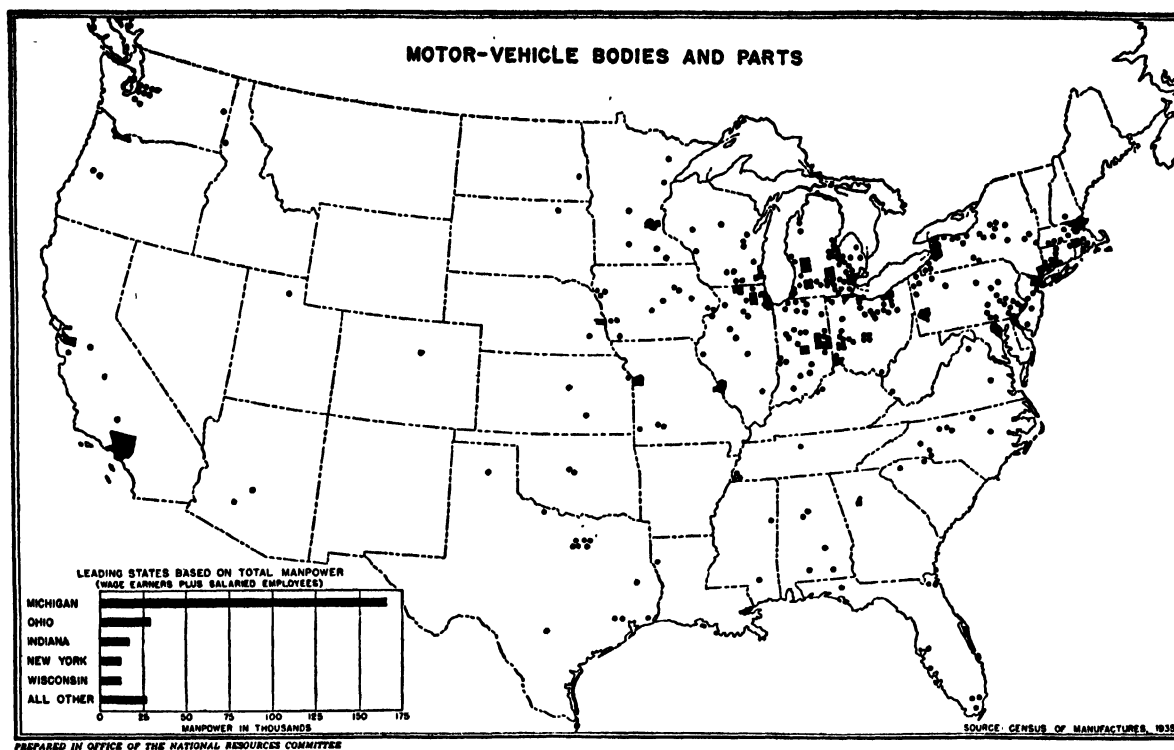 MOTOR-VEHICLE BODIES AND PARTS
LEADING STATES BASED ON TOTAL MANPOWER
(WAGE EARNERS PLUS SALARIED EMPLOYEES)
MICHIGAN
OHIO
INDIANA
NEW YORK
WISCONSIN
ALL OTHER
0 25 50 75 100 125 150 175
MANPOWER IN THOUSANDS
SOURCE: CENSUS OF MANUFACTURES, 1935
PREPARED IN OFFICE OF THE NATIONAL RESOURCES COMMITTEE